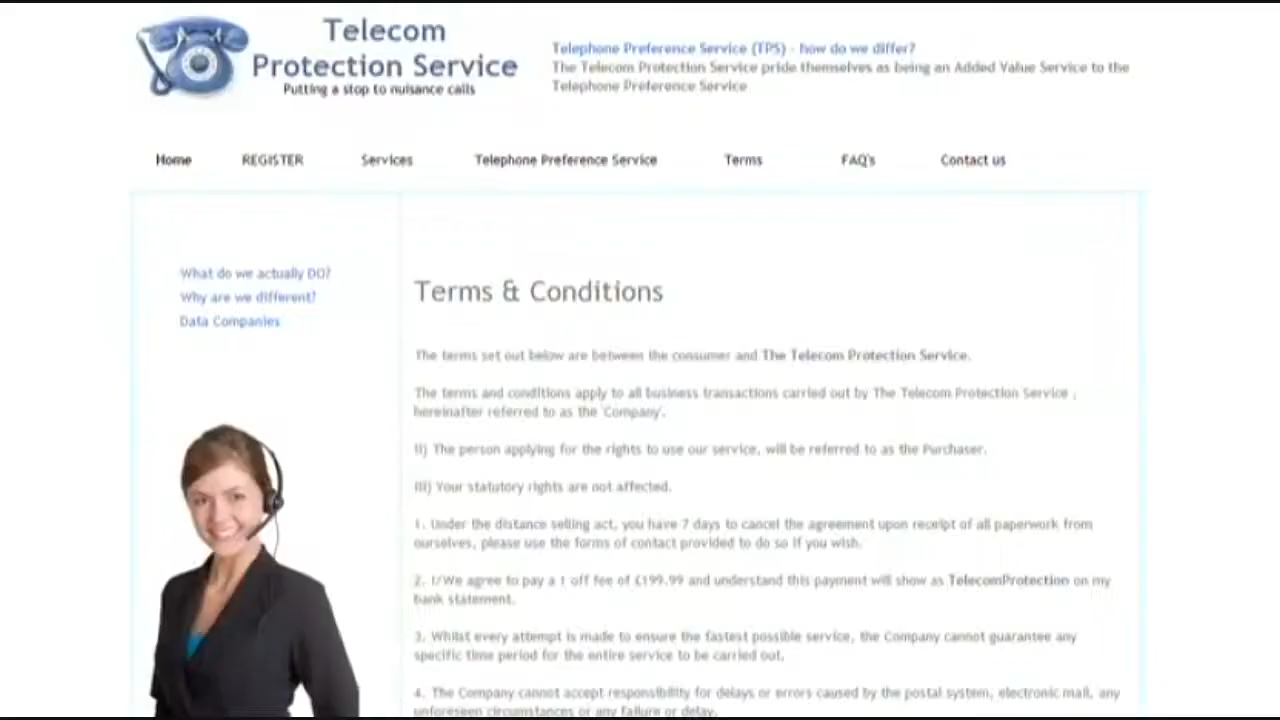 Telecom
Protection Service
Putting a stop to nuisance calls
Telephone Preference Service (TPS) - how do we differ?
The Telecom Protection Service pride themselves as being an Added Value Service to the
Telephone Preference Service
Home REGISTER Services Telephone Preference Service Terms FAQ's Contact us
What do we actually DO?
Why are we different?
Data Companies
Terms & Conditions
The terms set out below are between the consumer and The Telecom Protection Service.
The terms and conditions apply to all business transactions carried out by The Telecom Protection Service ,
hereinafter referred to as the 'Company'.
II) The person applying for the rights to use our service, will be referred to as the Purchaser.
III) Your statutory rights are not affected.
1. Under the distance selling act, you have 7 days to cancel the agreement upon receipt of all paperwork from
ourselves, please use the forms of contact provided to do so if you wish.
2. I/We agree to pay a 1 off fee of £199.99 and understand this payment will show as TelecomProtection on my
bank statement.
3. Whilst every attempt is made to ensure the fastest possible service, the Company cannot guarantee any
specific time period for the entire service to be carried out.
4. The Company cannot accept responsibility for delays or errors caused by the postal system, electronic mail, any
unforeseen circumstances or any failure or delay.